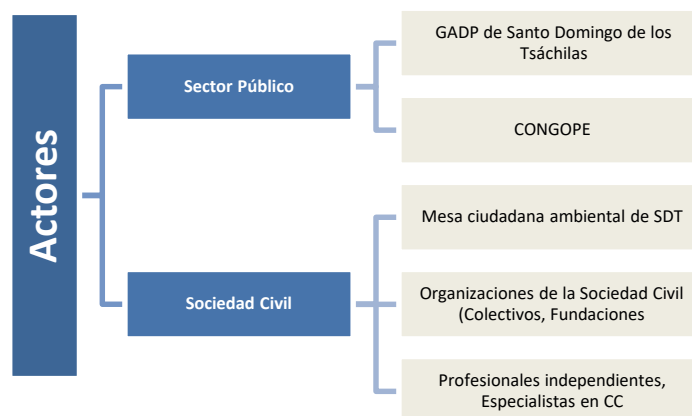 Actores
Sector Público
GADP de Santo Domingo de los
Tsáchilas
CONGOPE
Sociedad Civil
Mesa ciudadana ambiental de SDT
Organizaciones de la Sociedad Civil
(Colectivos, Fundaciones
Profesionales independientes,
Especialistas en CC